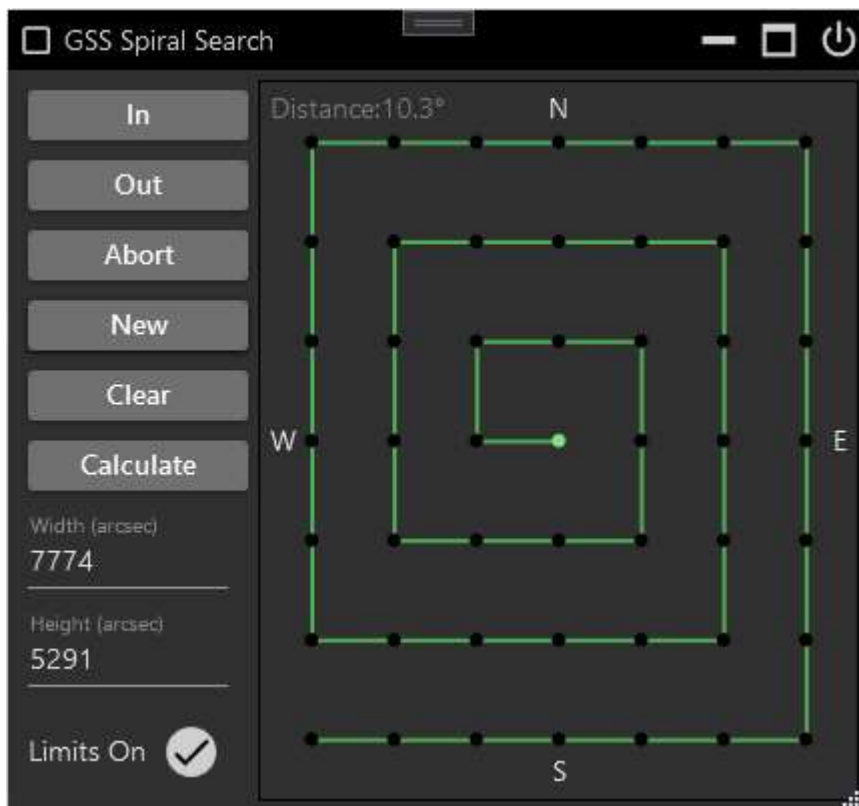 GSS Spiral Search
In
Out
Abort
New
Clear
Calculate
Width (arcsec)
7774
Height (arcsec)
5291
Limits On
Distance:10.3°
N
W
E
S